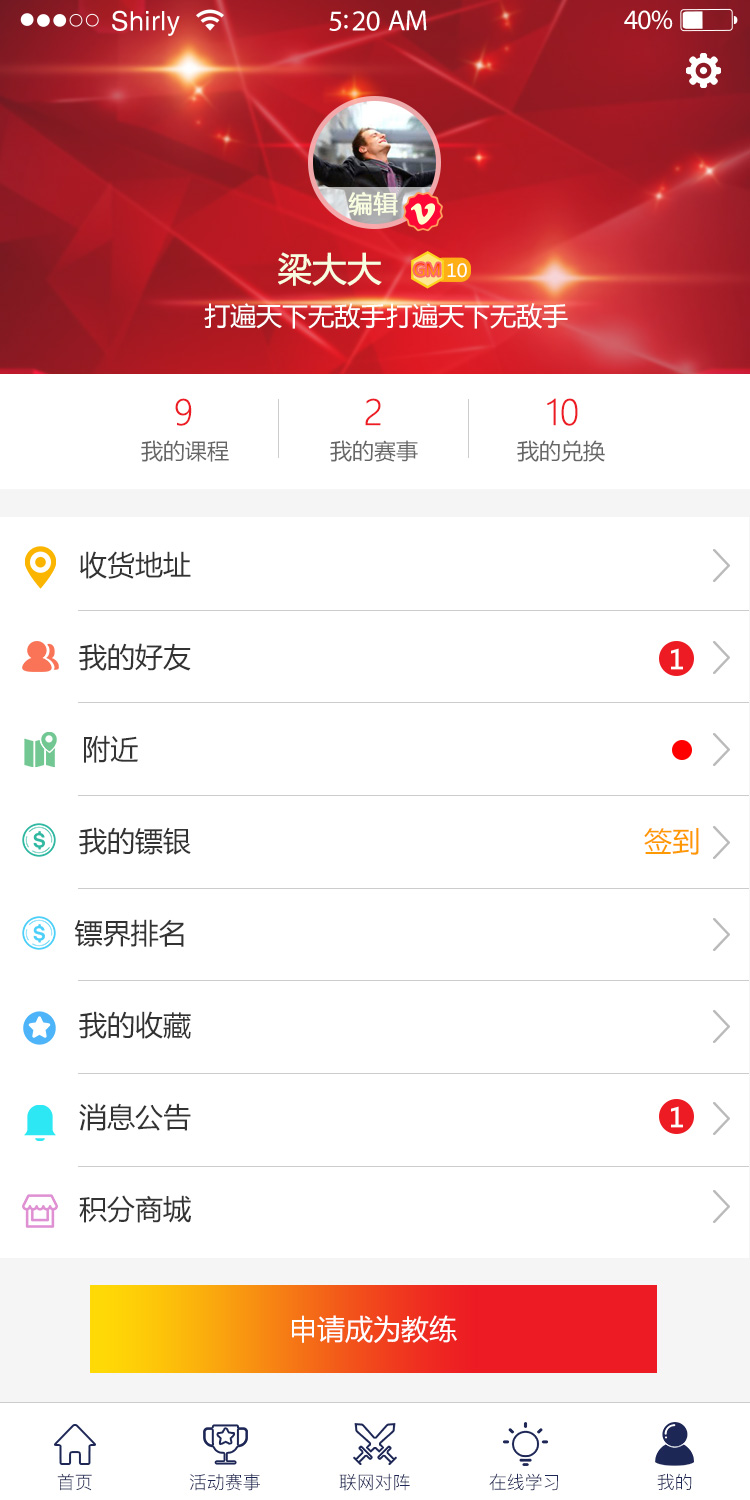 Shirly 5:20 AM 40%
编辑
梁大大 GM 10
打遍天下无敌手打遍天下无敌手
9 2 10
我的课程 我的赛事 我的兑换
收货地址
我的好友 1
附近
我的镖银 签到
镖界排名
我的收藏
消息公告 1
积分商城
申请成为教练
首页 活动赛事 联网对阵 在线学习 我的